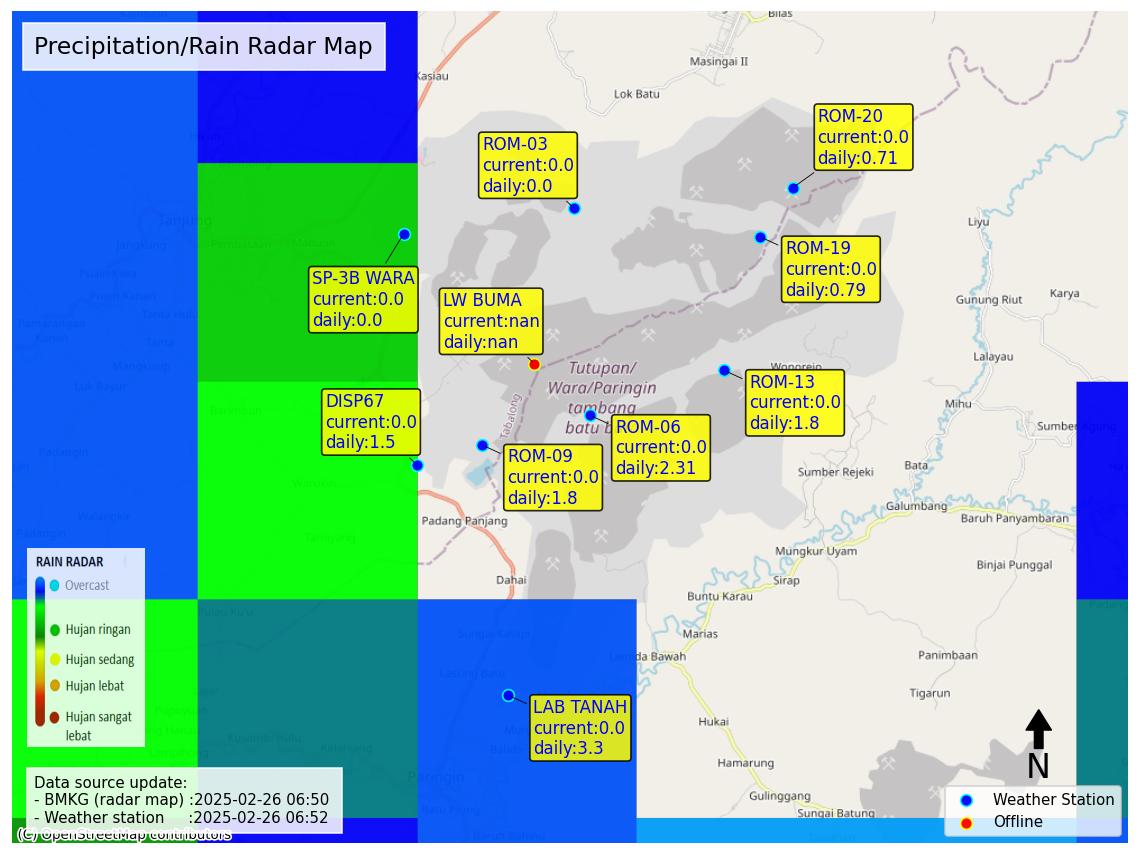 Precipitation/Rain Radar Map
Bilas
Masingai II
Kasiau
Lok Batu
ROM-20
current:0.0
daily:0.71
ROM-03
current:0.0
daily:0.0
Tanjung
Liyu
ROM-19
current:0.0
daily:0.79
SP-3B WARA
current:0.0
daily:0.0
LW BUMA
current:nan
daily:nan
Gunung Riut
Karya
Lalayau
Wonorejo
Tutupan/
Wara/Paringin
tambang
batu b
ROM-13
current:0.0
daily:1.8
Mihu
DISP67
current:0.0
daily:1.5
Tabalong
ROM-06
current:0.0
daily:2.31
ROM-09
current:0.0
daily:1.8
Sumber Rejeki
Bata
Galumbang
Baruh Panyambaran
Padang Panjang
Mungkur Uyam
Binjai Punggal
Dahai
Sirap
Buntu Karau
RAIN RADAR
Overcast
Hujan ringan
Hujan sedang
Hujan lebat
Hujan sangat
lebat
Marias
Lamida Bawah
Panimbaan
Tigarun
LAB TANAH
current:0.0
daily:3.3
Hukai
Hamarung
Paringin
Gulinggang
Sungai Batung
N
Data source update:
- BMKG (radar map) :2025-02-26 06:50
- Weather station :2025-02-26 06:52
Weather Station
Offline
(C) OpenStreetMap contributors